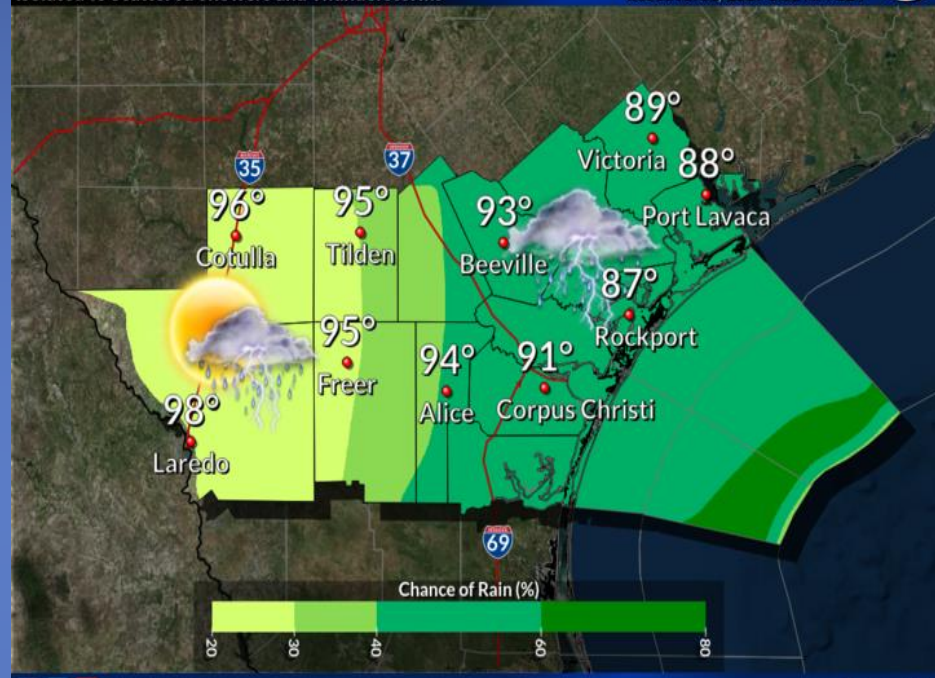 89°
Victoria
88°
Port Lavaca
35
37
96°
Cotulla
95°
Tilden
93°
Beeville
87°
Rockport
95°
Freer
94°
Alice
91°
Corpus Christi
98°
Laredo
69
Chance of Rain (%)
20 30 40 60 80